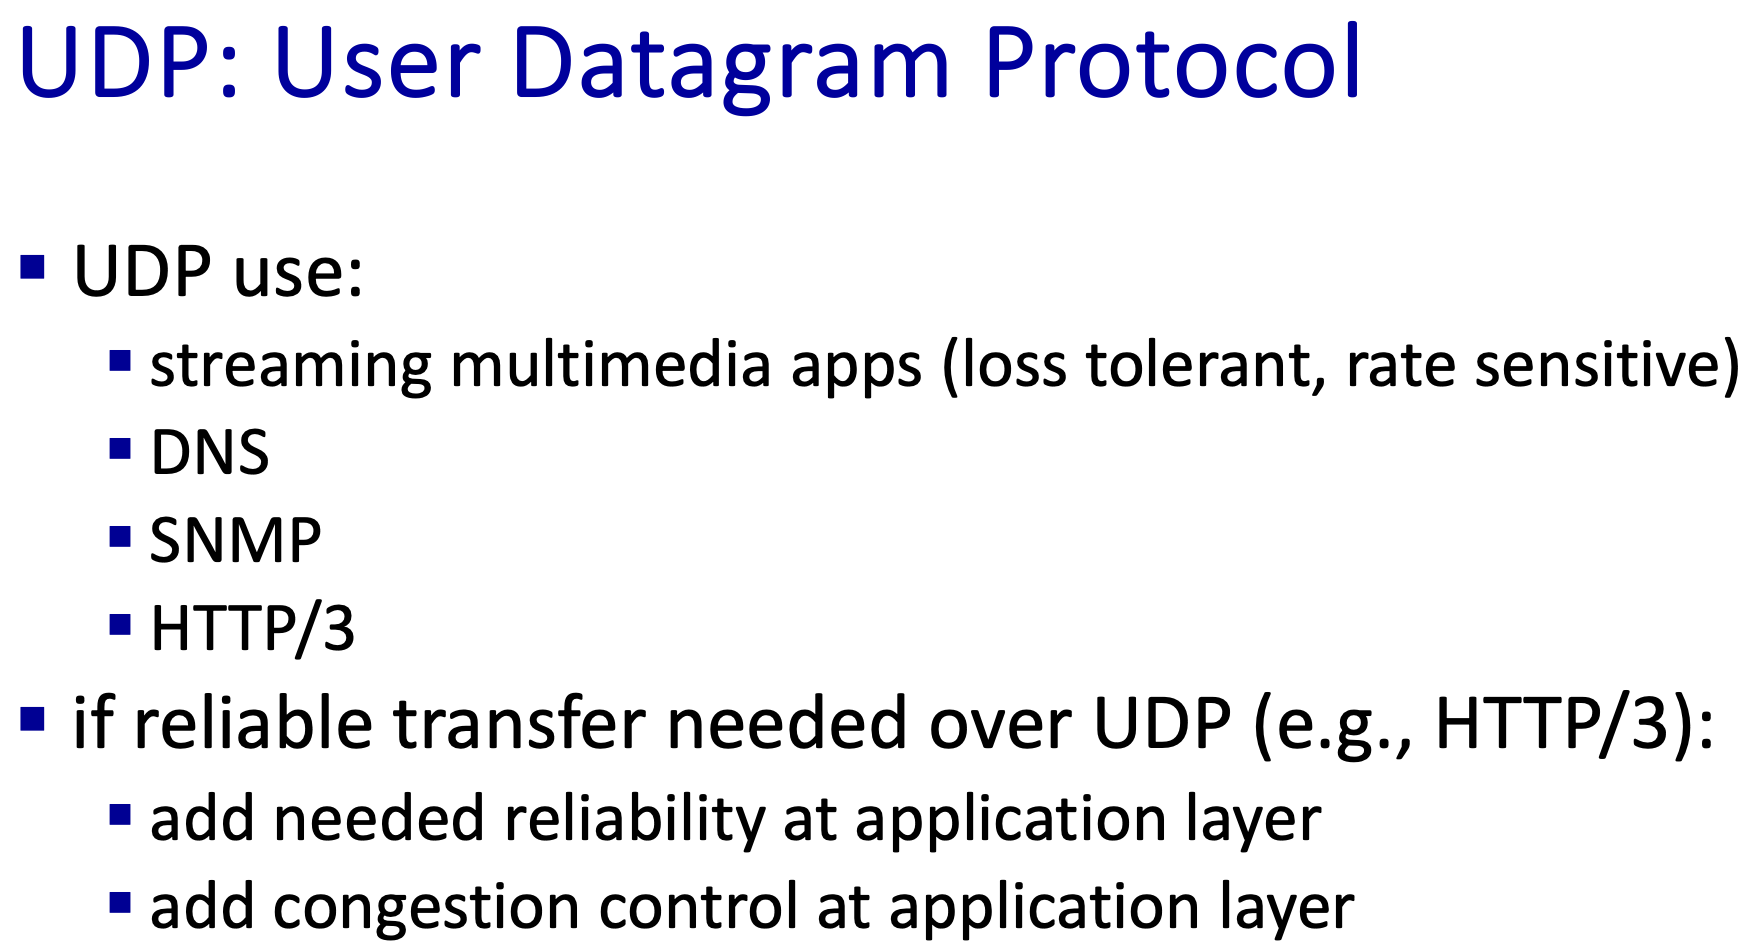 UDP: User Datagram Protocol
▪ UDP use:
▪ streaming multimedia apps (loss tolerant, rate sensitive)
▪ DNS
▪ SNMP
▪ HTTP/3
▪ if reliable transfer needed over UDP (e.g., HTTP/3):
▪ add needed reliability at application layer
▪ add congestion control at application layer